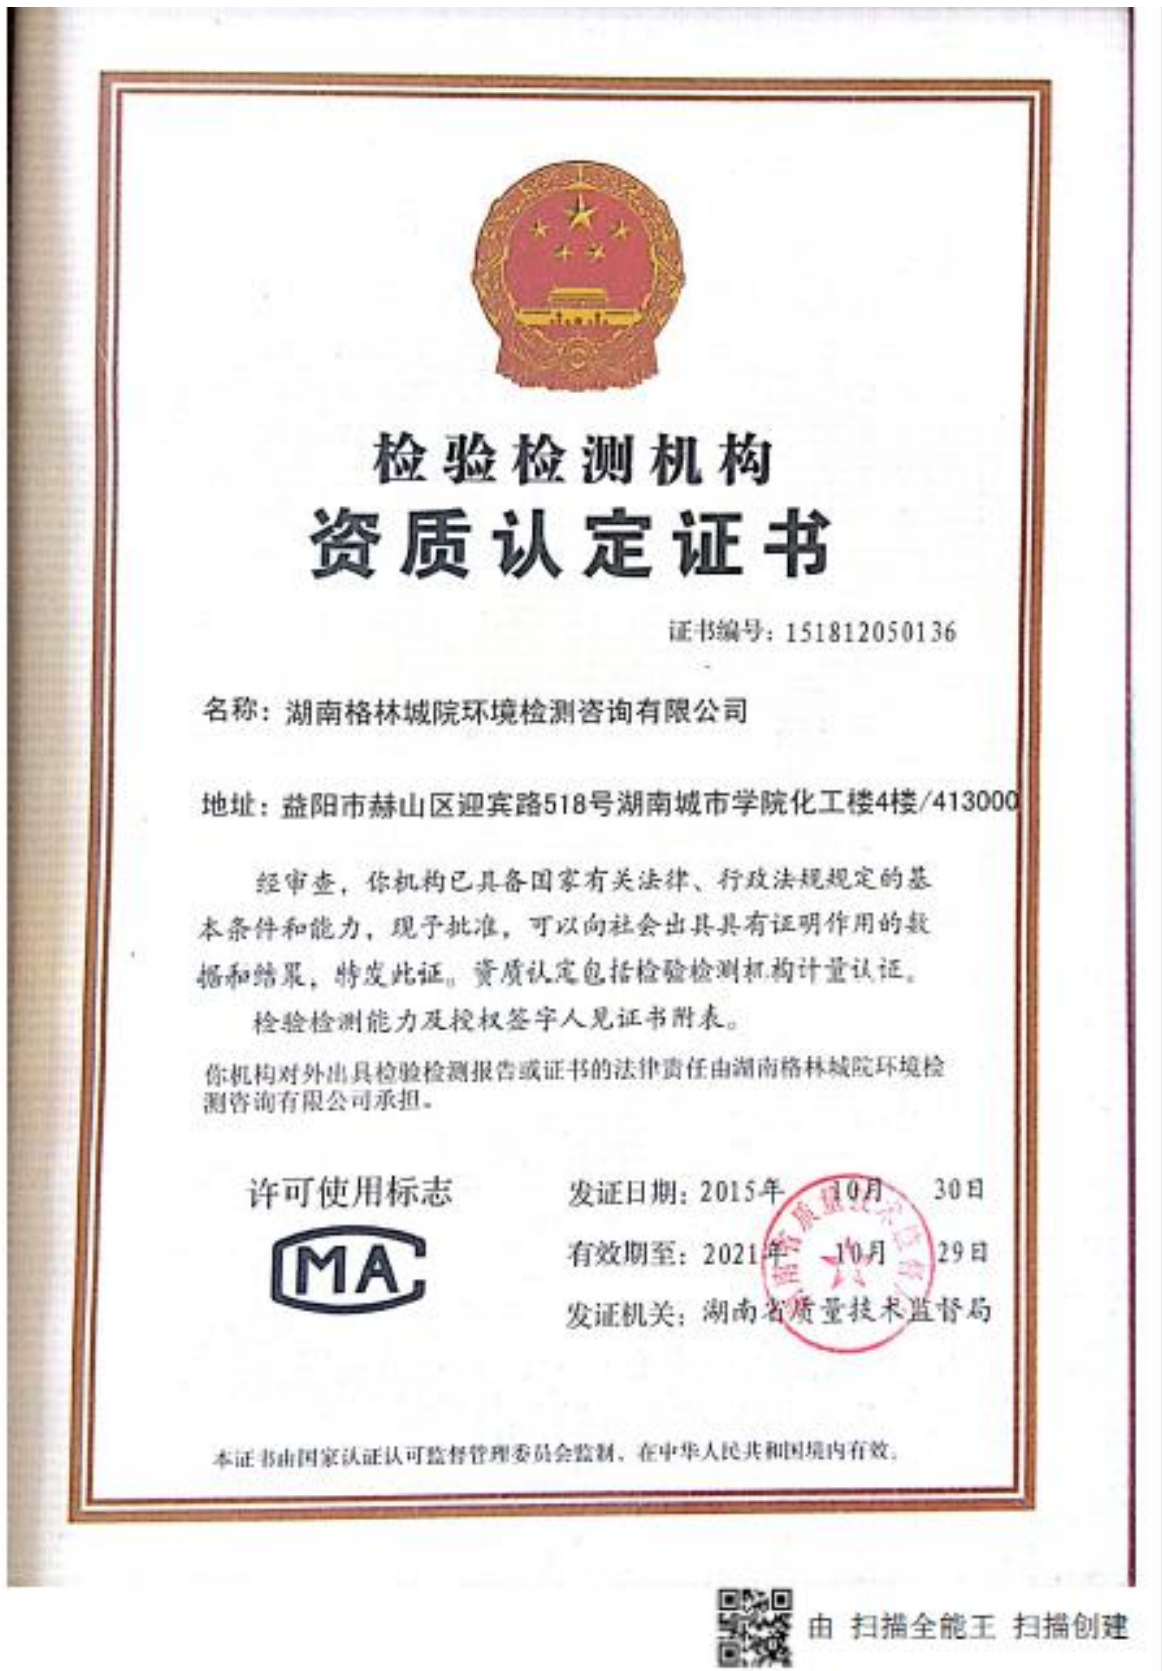 检验检测机构
资质认定证书
证书编号：151812050136
名称：湖南格林城院环境检测咨询有限公司
地址：益阳市赫山区迎宾路518号湖南城市学院化工楼4楼/413000
经审查，你机构已具备国家有关法律、行政法规规定的基
本条件和能力，现予批准，可以向社会出具具有证明作用的数
据和结果，特发此证。资质认定包括检验检测机构计量认证。
检验检测能力及授权签字人见证书附表。
你机构对外出具检验检测报告或证书的法律责任由湖南格林城院环境检
测咨询有限公司承担。
许可使用标志
MA
发证日期：2015年 10月 30日
有效期至：2021年 10月 29日
发证机关：湖南省质量技术监督局
湖南省质量技术监督局
本证书由国家认证认可监督管理委员会监制，在中华人民共和国境内有效。
由 扫描全能王 扫描创建